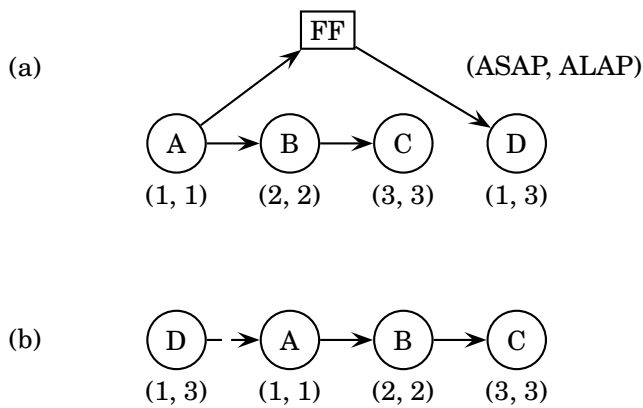 FF
(a) (ASAP, ALAP)
A B C D
(1, 1) (2, 2) (3, 3) (1, 3)
(b) D A B C
(1, 3) (1, 1) (2, 2) (3, 3)